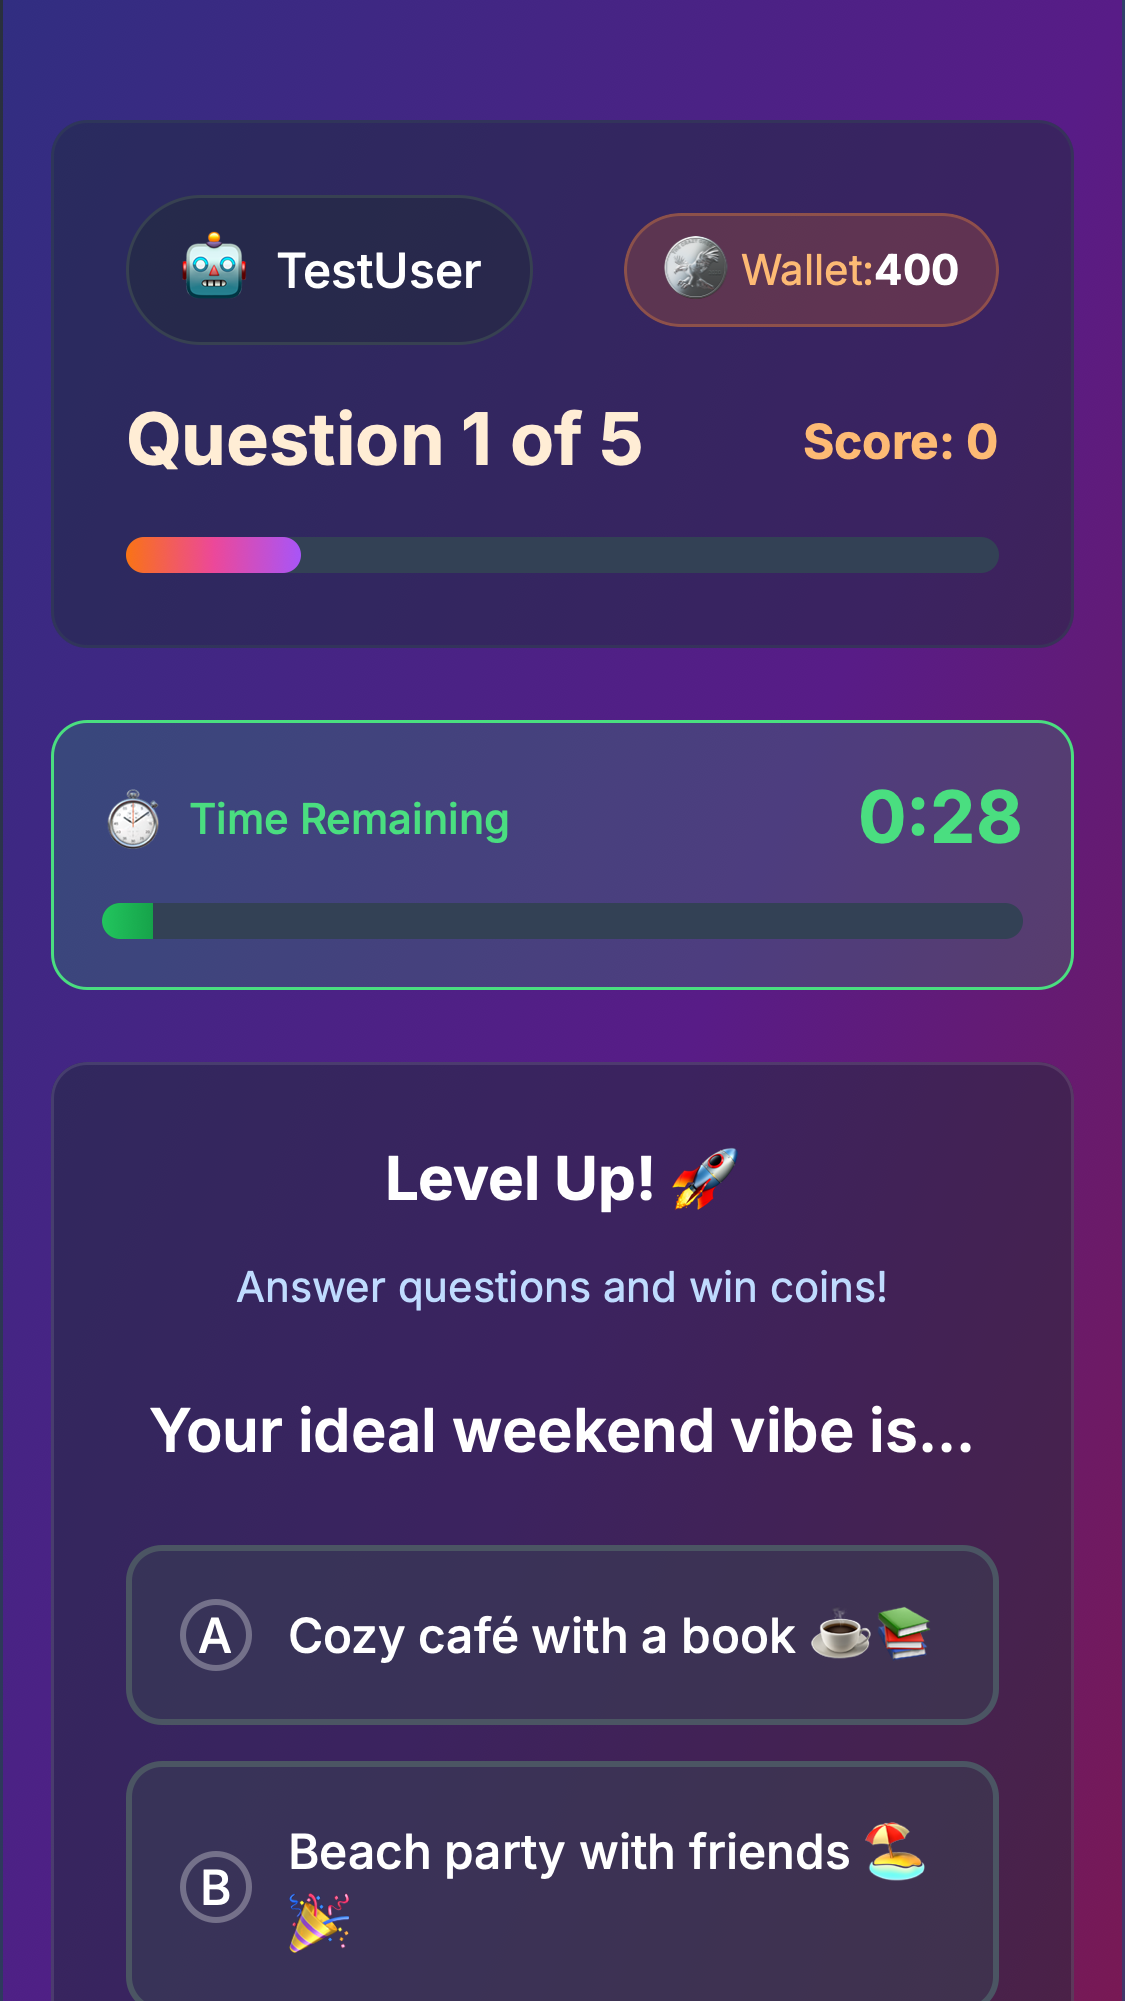 TestUser
Wallet:400
Question 1 of 5
Score: 0
Time Remaining
0:28
Level Up! 🚀
Answer questions and win coins!
Your ideal weekend vibe is...
A
Cozy café with a book ☕📚
B
Beach party with friends 🏖️
🎉